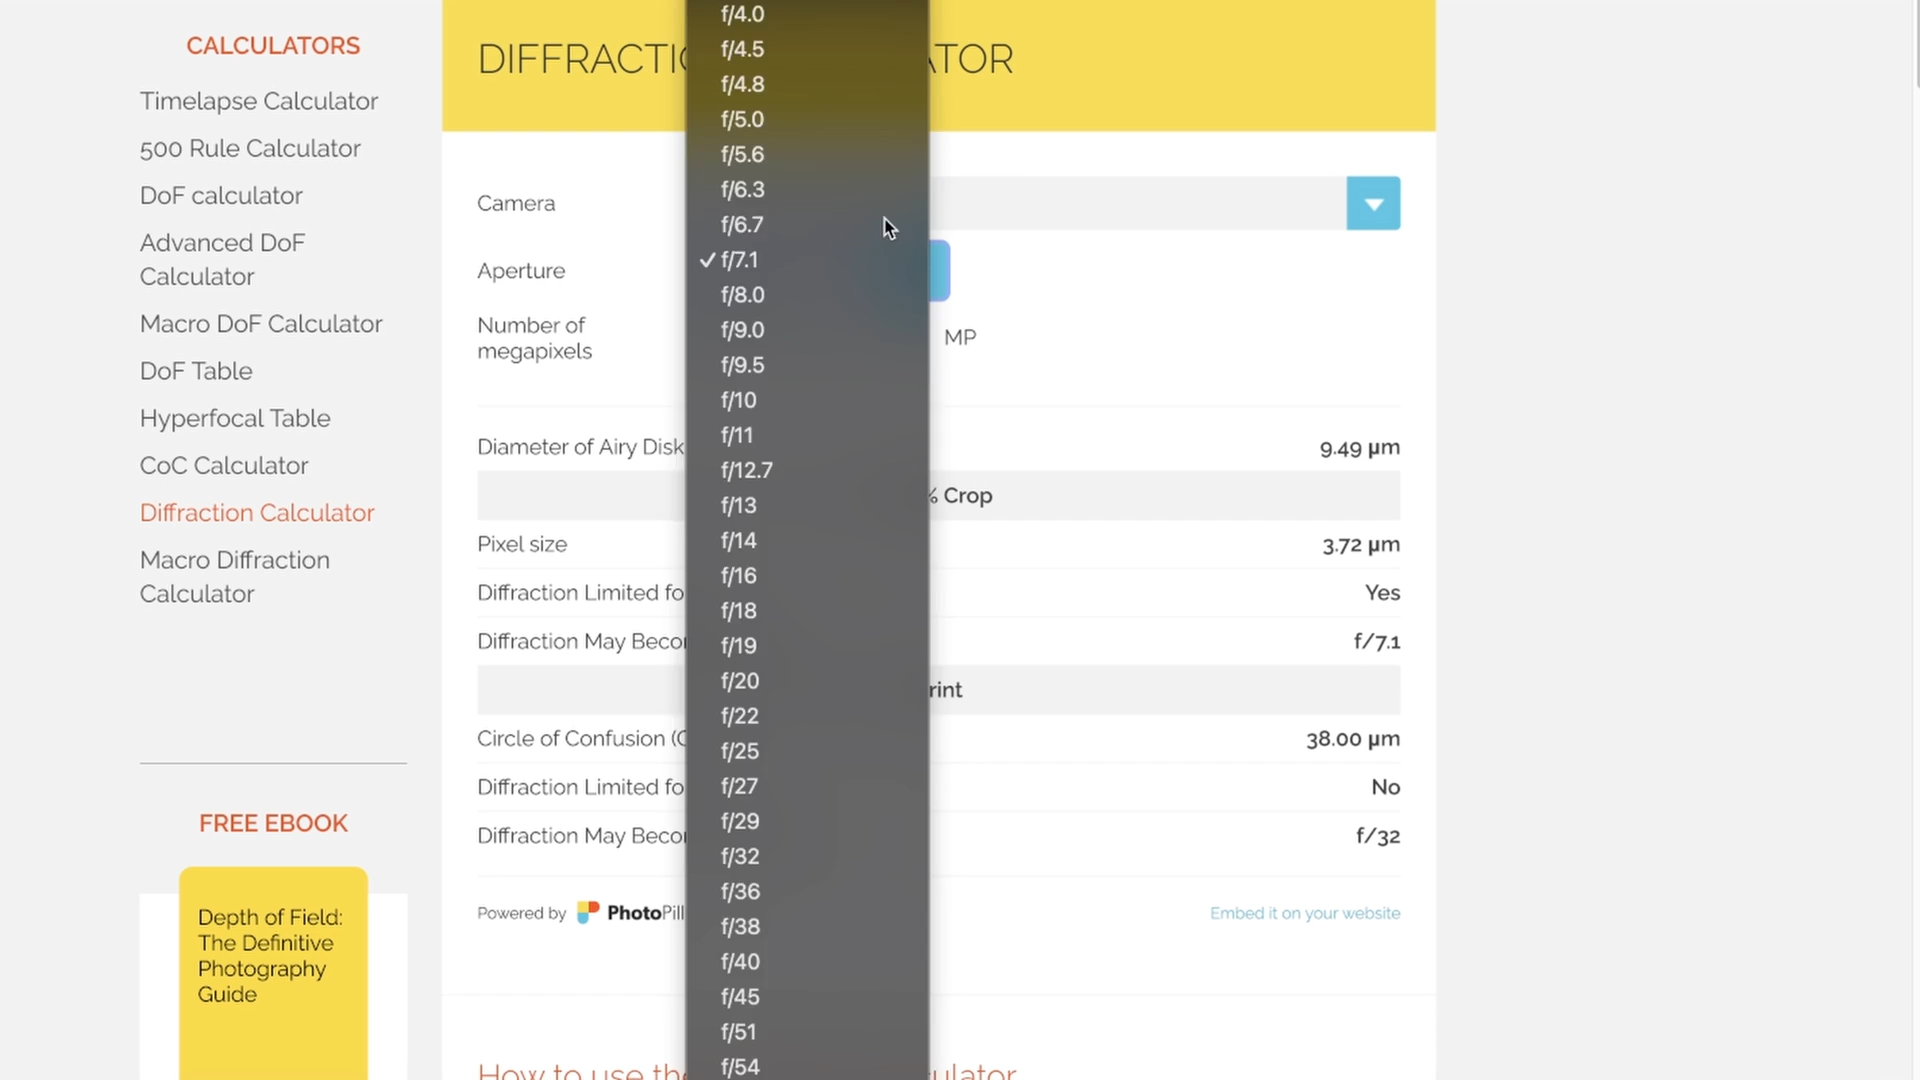 CALCULATORS
Timelapse Calculator
500 Rule Calculator
DoF calculator
Advanced DoF
Calculator
Macro DoF Calculator
DoF Table
Hyperfocal Table
CoC Calculator
Diffraction Calculator
Macro Diffraction
Calculator
FREE EBOOK
Depth of Field:
The Definitive
Photography
Guide
DIFFRACTI
ATOR
Camera
Aperture
Number of
megapixels
MP
Diameter of Airy Disk
9.49 µm
% Crop
Pixel size
3.72 µm
Diffraction Limited fo
Yes
Diffraction May Beco
f/7.1
rint
Circle of Confusion (C
38.00 µm
Diffraction Limited fo
No
Diffraction May Beco
f/32
Powered by PhotoPill
Embed it on your website
How to use the
ulator
f/4.0
f/4.5
f/4.8
f/5.0
f/5.6
f/6.3
f/6.7
✓ f/7.1
f/8.0
f/9.0
f/9.5
f/10
f/11
f/12.7
f/13
f/14
f/16
f/18
f/19
f/20
f/22
f/25
f/27
f/29
f/32
f/36
f/38
f/40
f/45
f/51
f/54